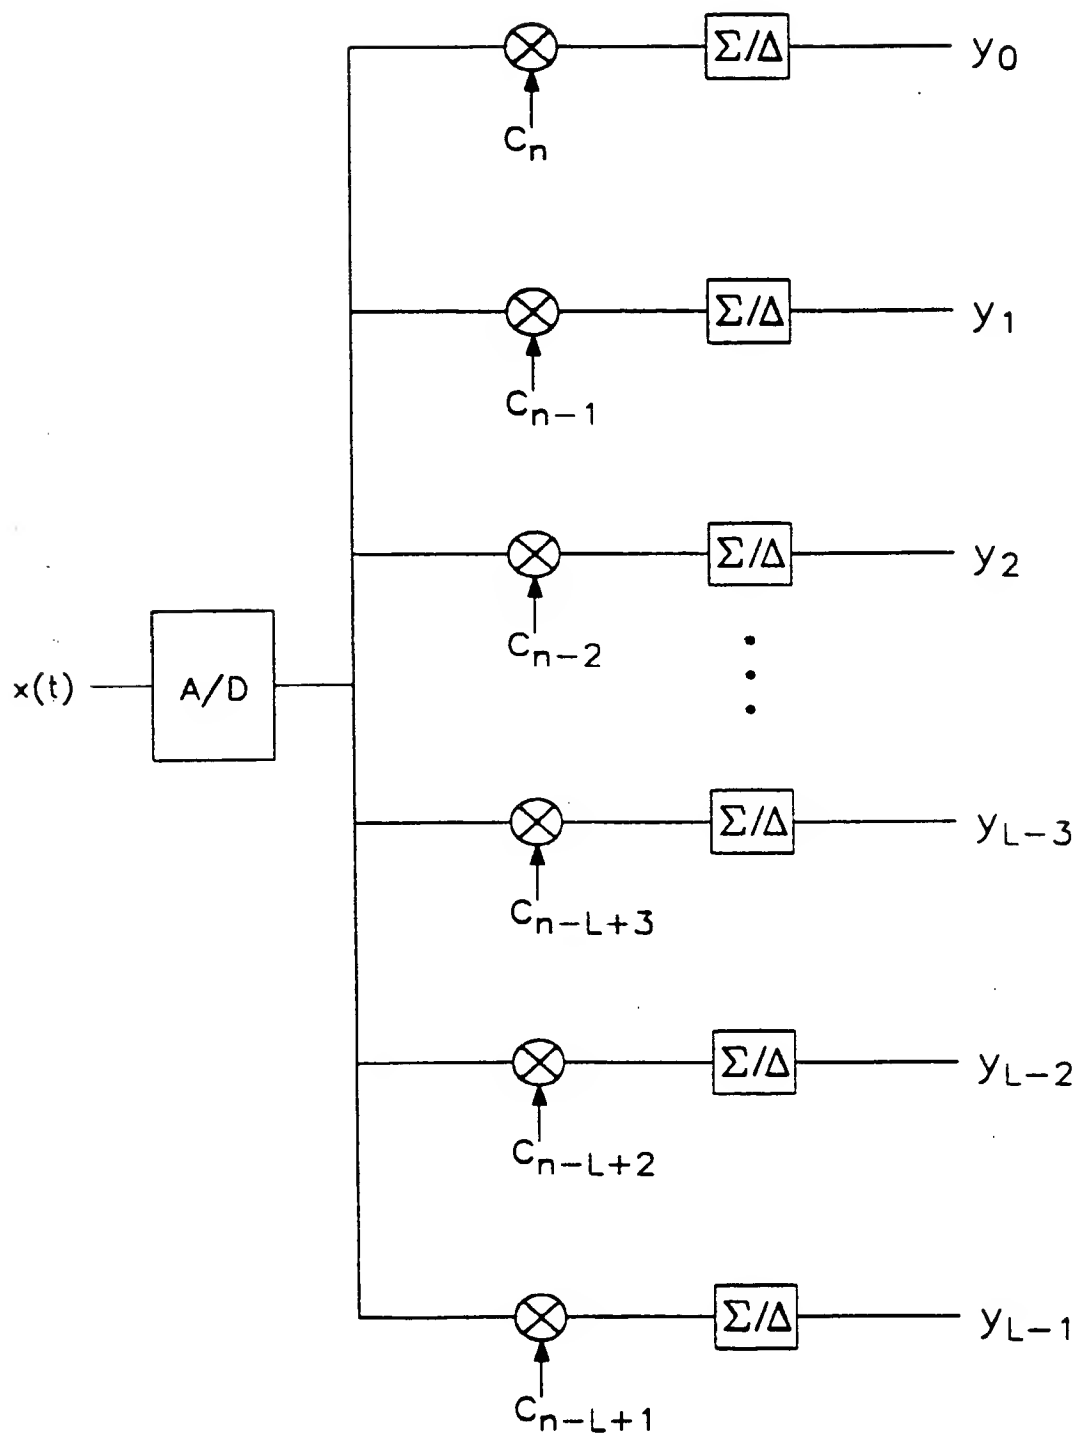 Σ/Δ y0
Cn
Σ/Δ y1
Cn-1
Σ/Δ y2
Cn-2
x(t) A/D
Σ/Δ yL-3
Cn-L+3
Σ/Δ yL-2
Cn-L+2
Σ/Δ yL-1
Cn-L+1